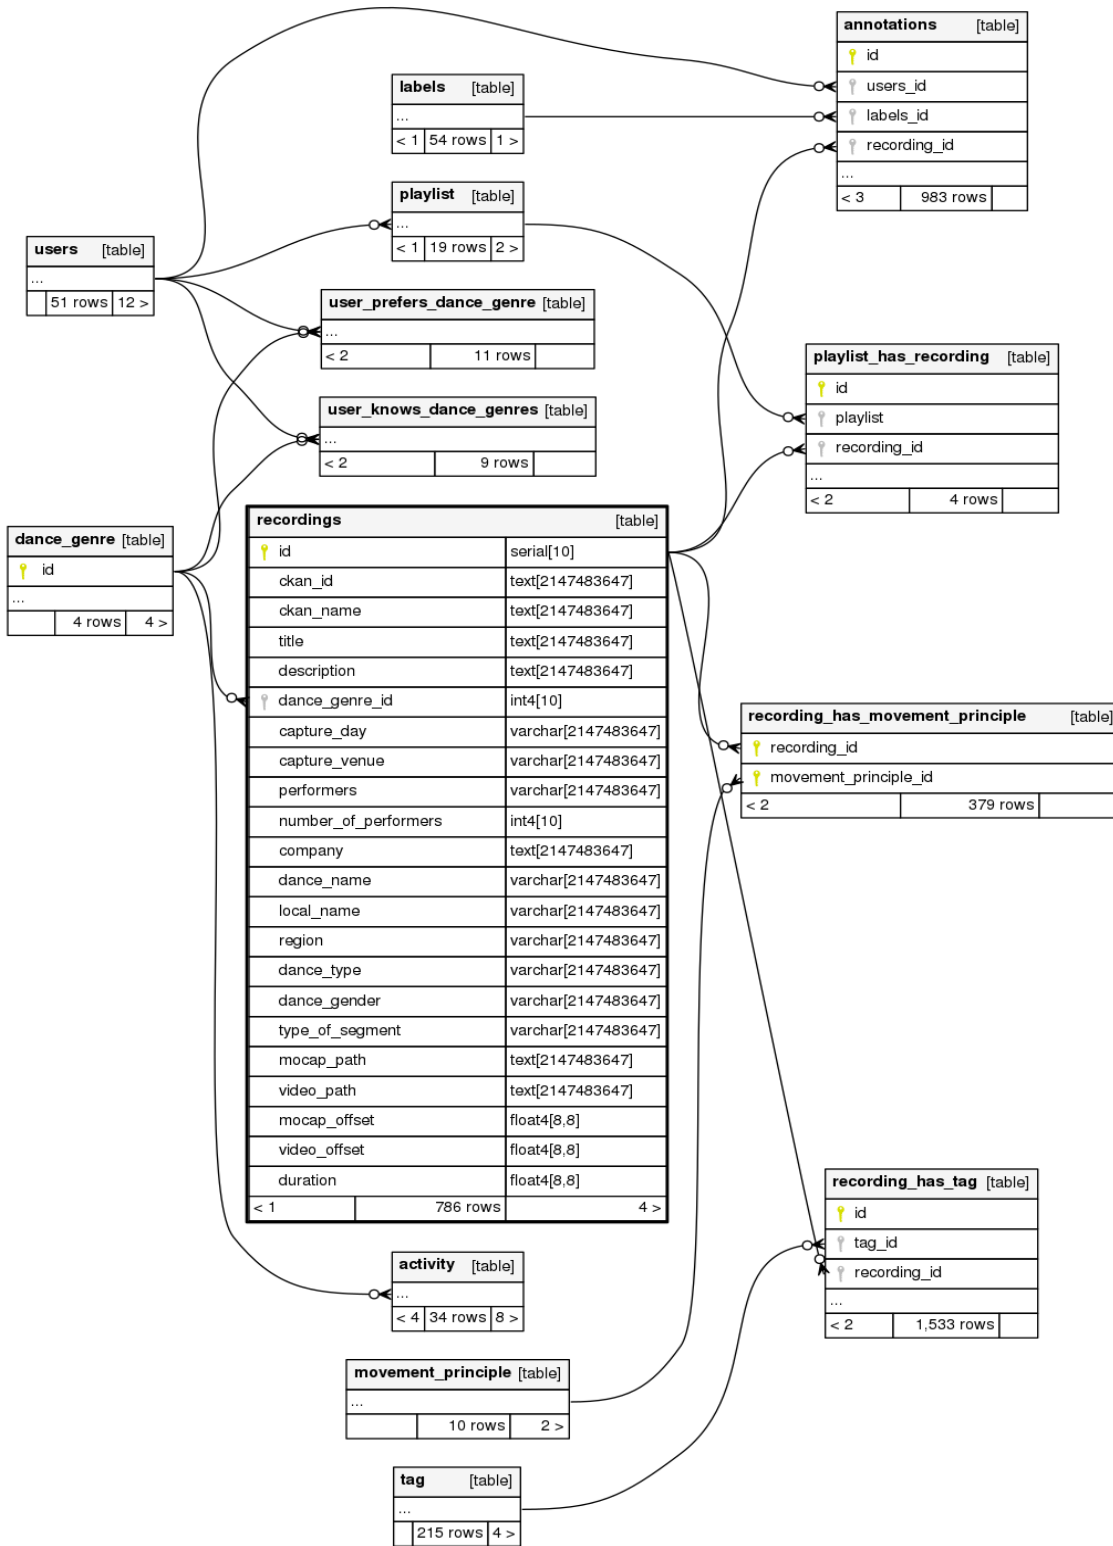 annotations [table]
id
users_id
labels_id
recording_id
...
< 3 983 rows
labels [table]
...
< 1 54 rows 1 >
playlist [table]
...
< 1 19 rows 2 >
users [table]
...
51 rows 12 >
user_prefers_dance_genre [table]
...
< 2 11 rows
playlist_has_recording [table]
id
playlist
recording_id
...
< 2 4 rows
user_knows_dance_genres [table]
...
< 2 9 rows
dance_genre [table]
id
...
4 rows 4 >
recordings [table]
id serial[10]
ckan_id text[2147483647]
ckan_name text[2147483647]
title text[2147483647]
description text[2147483647]
dance_genre_id int4[10]
capture_day varchar[2147483647]
capture_venue varchar[2147483647]
performers varchar[2147483647]
number_of_performers int4[10]
company text[2147483647]
dance_name varchar[2147483647]
local_name varchar[2147483647]
region varchar[2147483647]
dance_type varchar[2147483647]
dance_gender varchar[2147483647]
type_of_segment varchar[2147483647]
mocap_path text[2147483647]
video_path text[2147483647]
mocap_offset float4[8,8]
video_offset float4[8,8]
duration float4[8,8]
< 1 786 rows 4 >
recording_has_movement_principle [table]
recording_id
movement_principle_id
< 2 379 rows
recording_has_tag [table]
id
tag_id
recording_id
...
< 2 1,533 rows
activity [table]
...
< 4 34 rows 8 >
movement_principle [table]
...
10 rows 2 >
tag [table]
...
215 rows 4 >